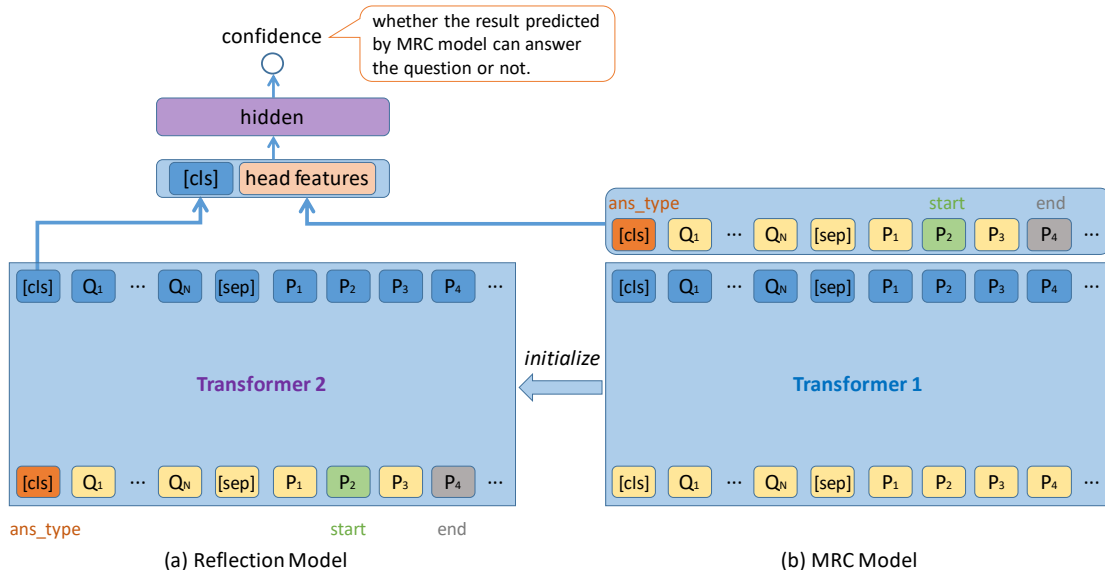 confidence
whether the result predicted
by MRC model can answer
the question or not.
hidden
[cls] head features
ans_type start end
[cls] Q1 ... QN [sep] P1 P2 P3 P4 ...
[cls] Q1 ... QN [sep] P1 P2 P3 P4 ...
[cls] Q1 ... QN [sep] P1 P2 P3 P4 ...
Transformer 2
initialize
Transformer 1
[cls] Q1 ... QN [sep] P1 P2 P3 P4 ...
[cls] Q1 ... QN [sep] P1 P2 P3 P4 ...
ans_type start end
(a) Reflection Model
(b) MRC Model